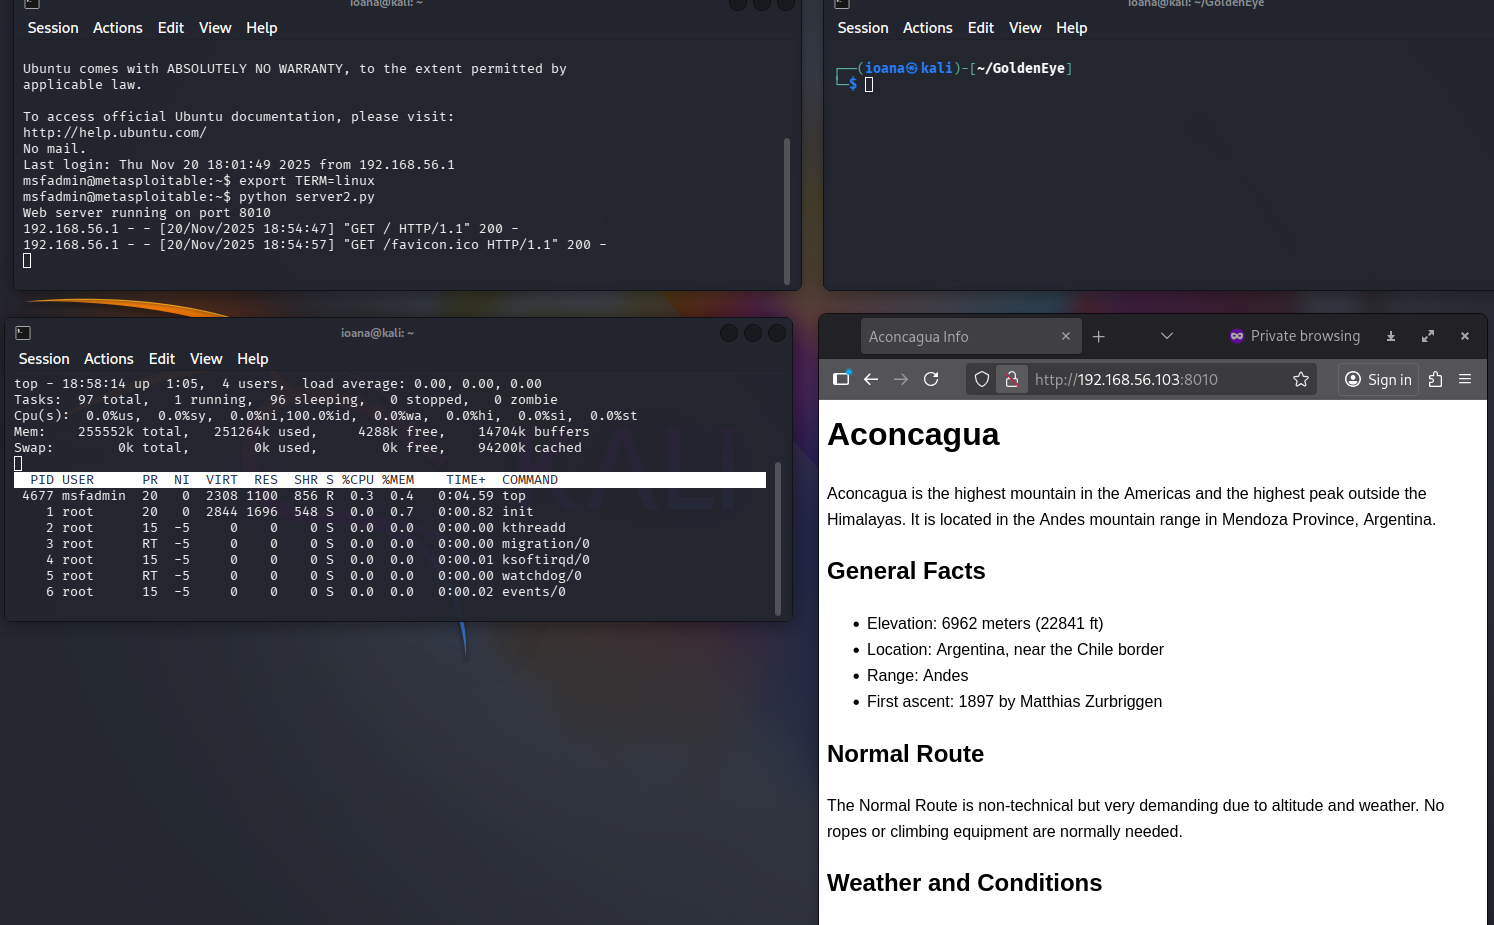 ioana@kali: ~
Session Actions Edit View Help
Ubuntu comes with ABSOLUTELY NO WARRANTY, to the extent permitted by
applicable law.
To access official Ubuntu documentation, please visit:
http://help.ubuntu.com/
No mail.
Last login: Thu Nov 20 18:01:49 2025 from 192.168.56.1
msfadmin@metasploitable:~$ export TERM=linux
msfadmin@metasploitable:~$ python server2.py
Web server running on port 8010
192.168.56.1 - - [20/Nov/2025 18:54:47] "GET / HTTP/1.1" 200 -
192.168.56.1 - - [20/Nov/2025 18:54:57] "GET /favicon.ico HTTP/1.1" 200 -
ioana@kali: ~/GoldenEye
Session Actions Edit View Help
┌──(ioana㉿kali)-[~/GoldenEye]
└─$
ioana@kali: ~
Session Actions Edit View Help
top - 18:58:14 up  1:05,  4 users,  load average: 0.00, 0.00, 0.00
Tasks:  97 total,   1 running,  96 sleeping,   0 stopped,   0 zombie
Cpu(s):  0.0%us,  0.0%sy,  0.0%ni,100.0%id,  0.0%wa,  0.0%hi,  0.0%si,  0.0%st
Mem:    255552k total,   251264k used,     4288k free,    14704k buffers
Swap:        0k total,        0k used,        0k free,    94200k cached
PID USER      PR  NI  VIRT  RES  SHR S %CPU %MEM    TIME+  COMMAND
4677 msfadmin  20   0  2308 1100  856 R  0.3  0.4   0:04.59 top
1 root      20   0  2844 1696  548 S  0.0  0.7   0:00.82 init
2 root      15  -5     0    0    0 S  0.0  0.0   0:00.00 kthreadd
3 root      RT  -5     0    0    0 S  0.0  0.0   0:00.00 migration/0
4 root      15  -5     0    0    0 S  0.0  0.0   0:00.01 ksoftirqd/0
5 root      RT  -5     0    0    0 S  0.0  0.0   0:00.00 watchdog/0
6 root      15  -5     0    0    0 S  0.0  0.0   0:00.02 events/0
KALI
Aconcagua Info
Private browsing
http://192.168.56.103:8010
Sign in
Aconcagua
Aconcagua is the highest mountain in the Americas and the highest peak outside the
Himalayas. It is located in the Andes mountain range in Mendoza Province, Argentina.
General Facts
• Elevation: 6962 meters (22841 ft)
• Location: Argentina, near the Chile border
• Range: Andes
• First ascent: 1897 by Matthias Zurbriggen
Normal Route
The Normal Route is non-technical but very demanding due to altitude and weather. No
ropes or climbing equipment are normally needed.
Weather and Conditions